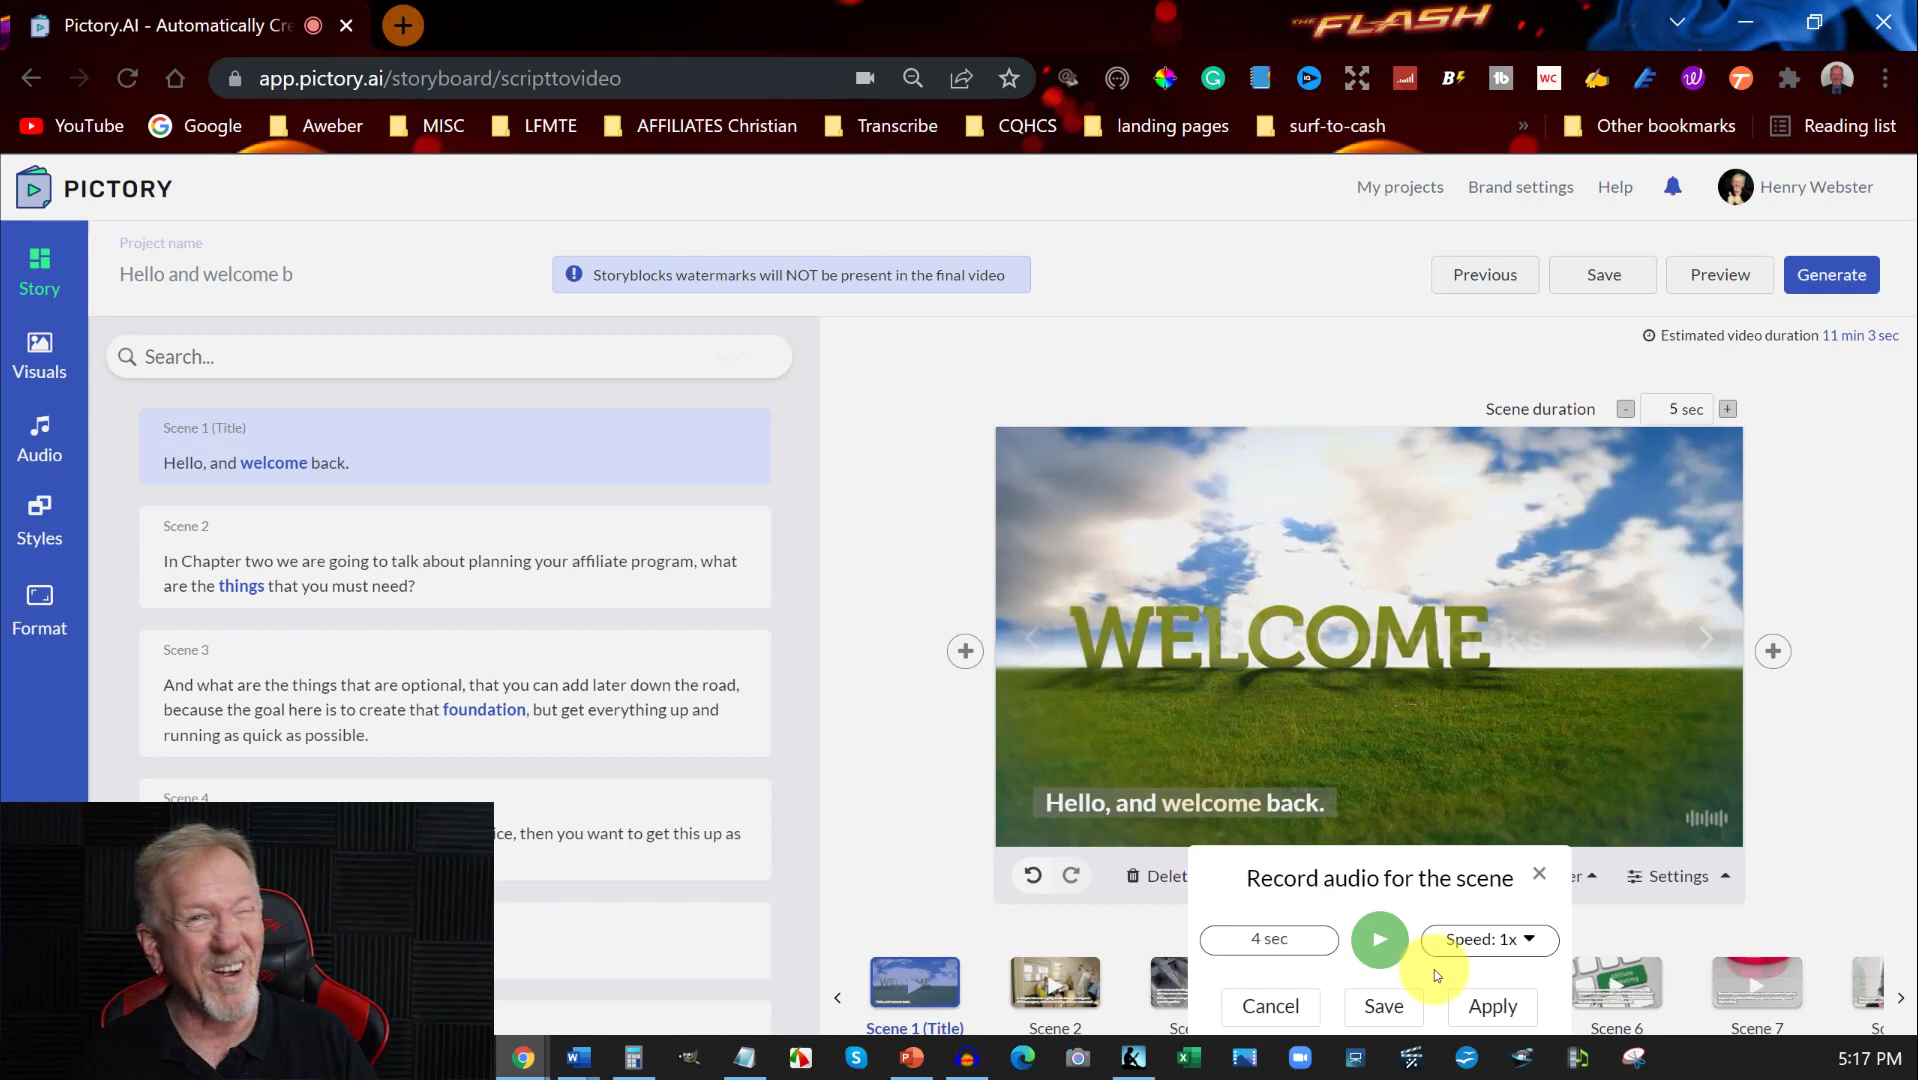 THE FLASH
Pictory.AI - Automatically Cre
app.pictory.ai/storyboard/scripttovideo
YouTube Google Aweber MISC LFMTE AFFILIATES Christian Transcribe CQHCS landing pages surf-to-cash » Other bookmarks Reading list
PICTORY
My projects Brand settings Help Henry Webster
Project name
Hello and welcome b
Storyblocks watermarks will NOT be present in the final video
Previous Save Preview Generate
Story
Visuals
Audio
Styles
Format
Search...
Estimated video duration 11 min 3 sec
Scene duration - 5 sec +
Scene 1 (Title)
Hello, and welcome back.
Scene 2
In Chapter two we are going to talk about planning your affiliate program, what
are the things that you must need?
Scene 3
And what are the things that are optional, that you can add later down the road,
because the goal here is to create that foundation, but get everything up and
running as quick as possible.
Scene 4
ice, then you want to get this up as
WELCOME
Hello, and welcome back.
Delet
er
Settings
Record audio for the scene
4 sec
Speed: 1x
Cancel Save Apply
Scene 1 (Title) Scene 2 Sce Scene 6 Scene 7 Sc
5:17 PM